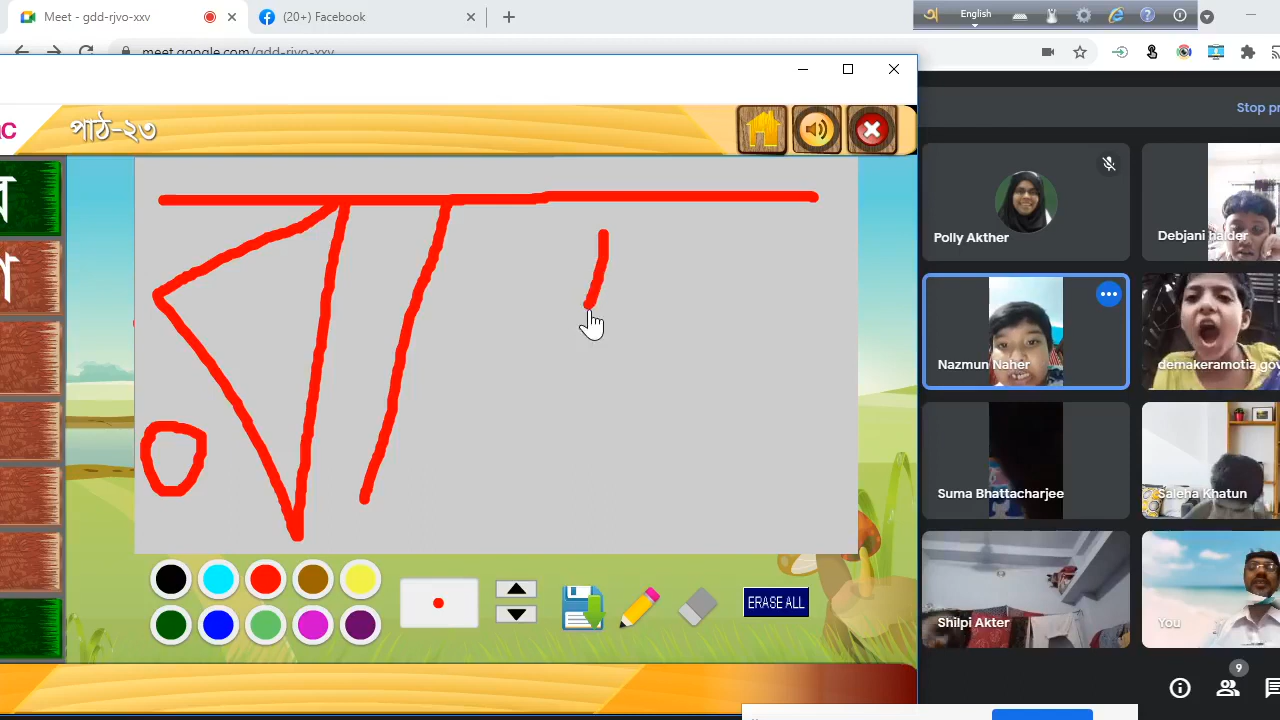 Meet - gdd-rjvo-xxv
(20+) Facebook
English
meet.google.com/gdd-rjvo-xxv
Stop pr
পাঠ-২৩
রা
Polly Akther
Debjani halder
Nazmun Naher
demakeramotia gov
Suma Bhattacharjee
Saleha Khatun
Shilpi Akter
You
ERASE ALL
9